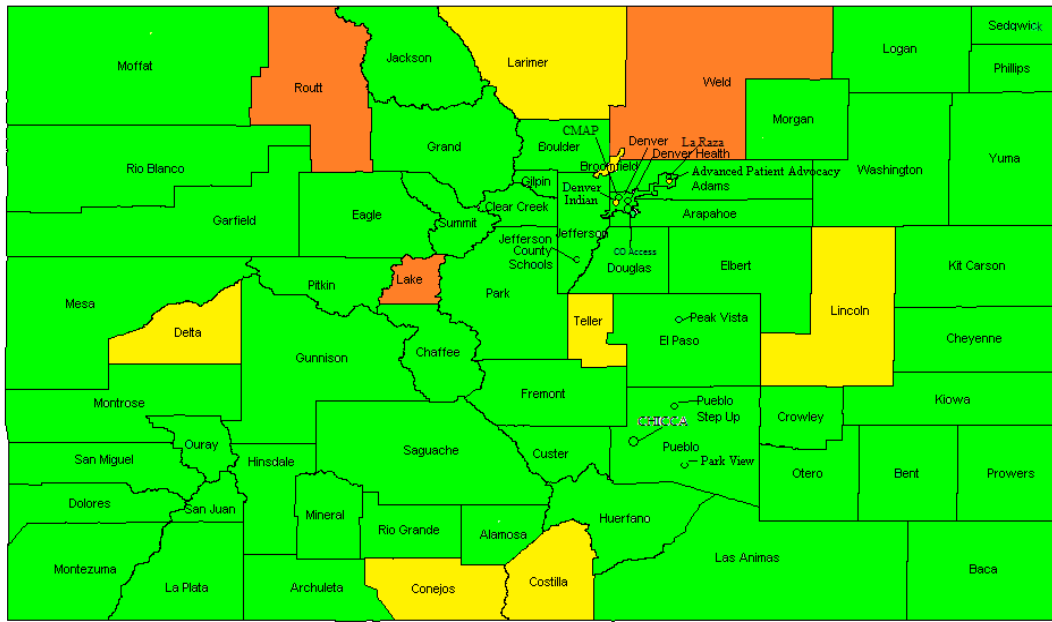 Sedgwick
Jackson
Logan
Moffat
Larimer
Phillips
Routt
Weld
Morgan
CMAP
Denver
La Raza
Grand
Boulder
Denver Health
Yuma
Rio Blanco
Broomfield
Washington
Advanced Patient Advocacy
Gilpin
Adams
Denver
Indian
Clear Creek
Eagle
Garfield
Summit
Arapahoe
Jefferson
Jefferson
County
Schools
CO Access
Douglas
Elbert
Kit Carson
Lake
Pitkin
Park
Mesa
Lincoln
Peak Vista
Teller
Delta
El Paso
Cheyenne
Chaffee
Gunnison
Fremont
Montrose
Pueblo
Step Up
Kiowa
Crowley
CHICCA
Ouray
Saguache
Pueblo
San Miguel
Hinsdale
Custer
Park View
Otero
Bent
Prowers
Dolores
San Juan
Mineral
Huerfano
Rio Grande
Alamosa
Las Animas
Montezuma
Baca
La Plata
Archuleta
Conejos
Costilla